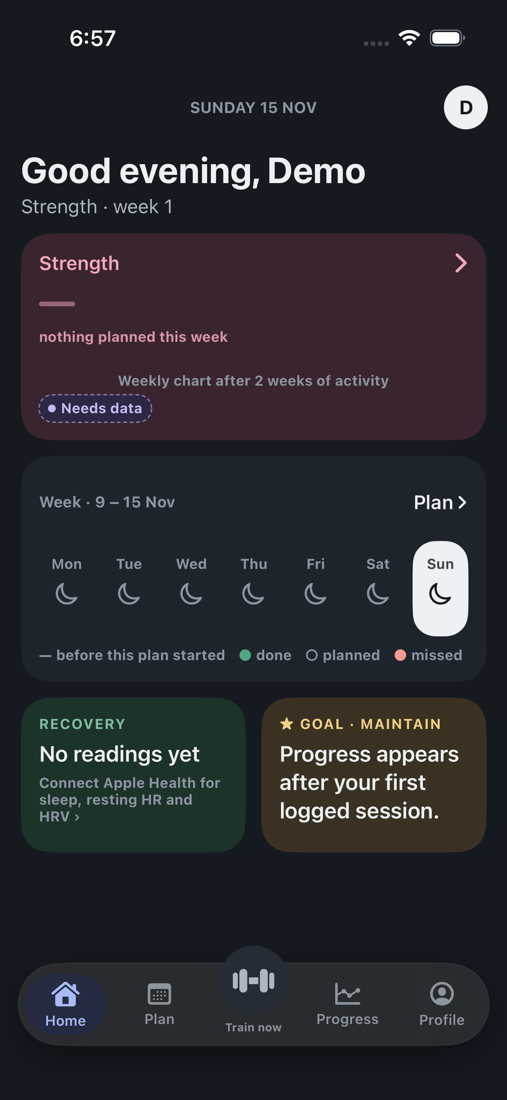 6:57
SUNDAY 15 NOV
D
Good evening, Demo
Strength · week 1
Strength
—
nothing planned this week
Weekly chart after 2 weeks of activity
Needs data
Week · 9 – 15 Nov
Plan
Mon Tue Wed Thu Fri Sat Sun
— before this plan started done planned missed
RECOVERY
No readings yet
Connect Apple Health for
sleep, resting HR and
HRV ›
GOAL · MAINTAIN
Progress appears
after your first
logged session.
Home
Plan
Train now
Progress
Profile